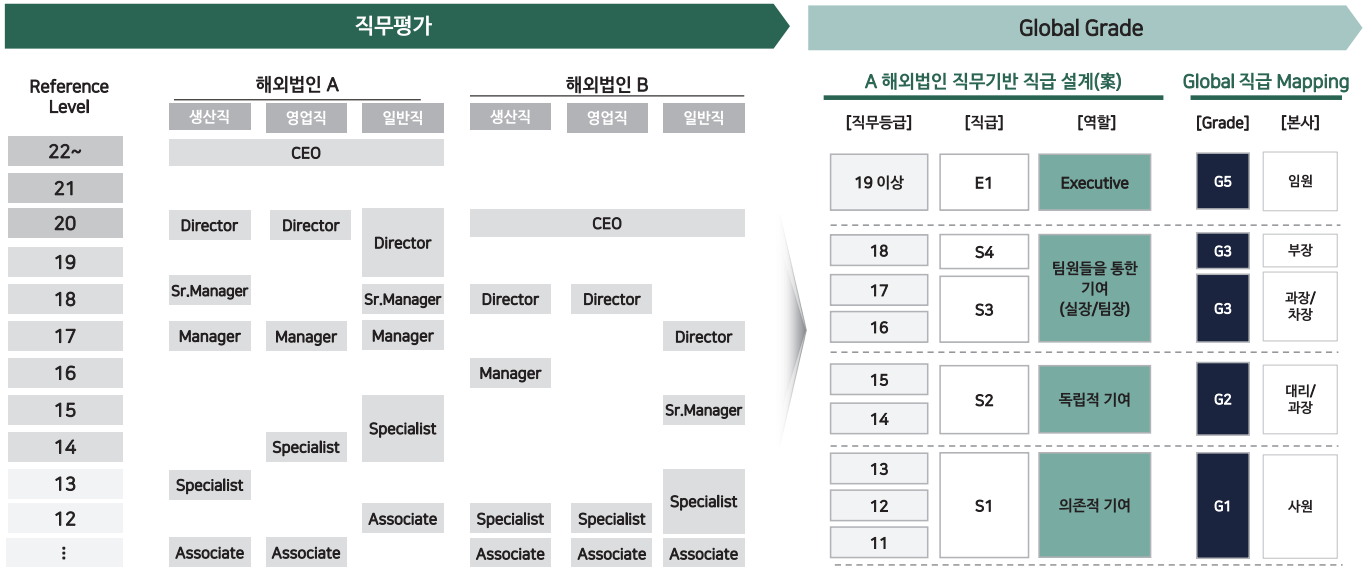 직무평가
Global Grade
Reference
Level
해외법인 A
해외법인 B
생산직 영업직 일반직 생산직 영업직 일반직
22~ CEO
21
20 Director Director Director CEO
19
Sr.Manager
18 Sr.Manager Director Director
17 Manager Manager Manager Director
16 Manager
15 Sr.Manager
Specialist
14 Specialist
13 Specialist
Specialist
12 Associate Specialist Specialist
⋮ Associate Associate Associate Associate Associate
A 해외법인 직무기반 직급 설계(案)
Global 직급 Mapping
[직무등급] [직급] [역할] [Grade] [본사]
19 이상 E1 Executive G5 임원
18 S4 G3 부장
17
16
S3
팀원들을 통한
기여
(실장/팀장)
G3
과장/
차장
15
14
S2 독립적 기여 G2
대리/
과장
13
12
11
S1 의존적 기여 G1 사원